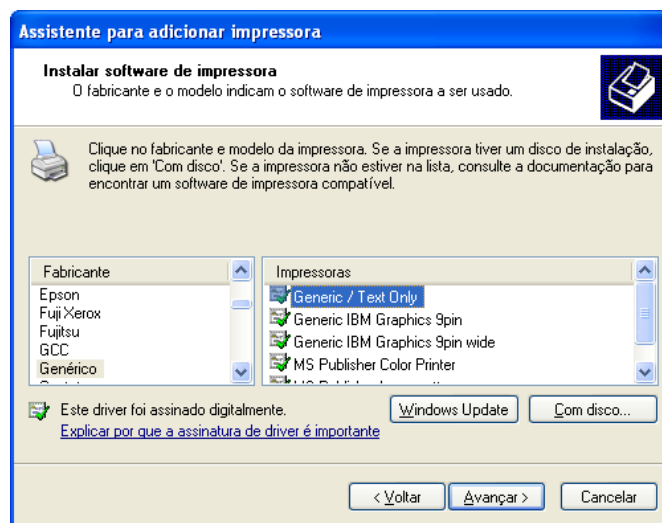 Assistente para adicionar impressora
Instalar software de impressora
O fabricante e o modelo indicam o software de impressora a ser usado.
Clique no fabricante e modelo da impressora. Se a impressora tiver um disco de instalação,
clique em 'Com disco'. Se a impressora não estiver na lista, consulte a documentação para
encontrar um software de impressora compatível.
Fabricante
Epson
Fuji Xerox
Fujitsu
GCC
Genérico
Impressoras
Generic / Text Only
Generic IBM Graphics 9pin
Generic IBM Graphics 9pin wide
MS Publisher Color Printer
Este driver foi assinado digitalmente.
Explicar por que a assinatura de driver é importante
Windows Update
Com disco...
< Voltar
Avançar >
Cancelar